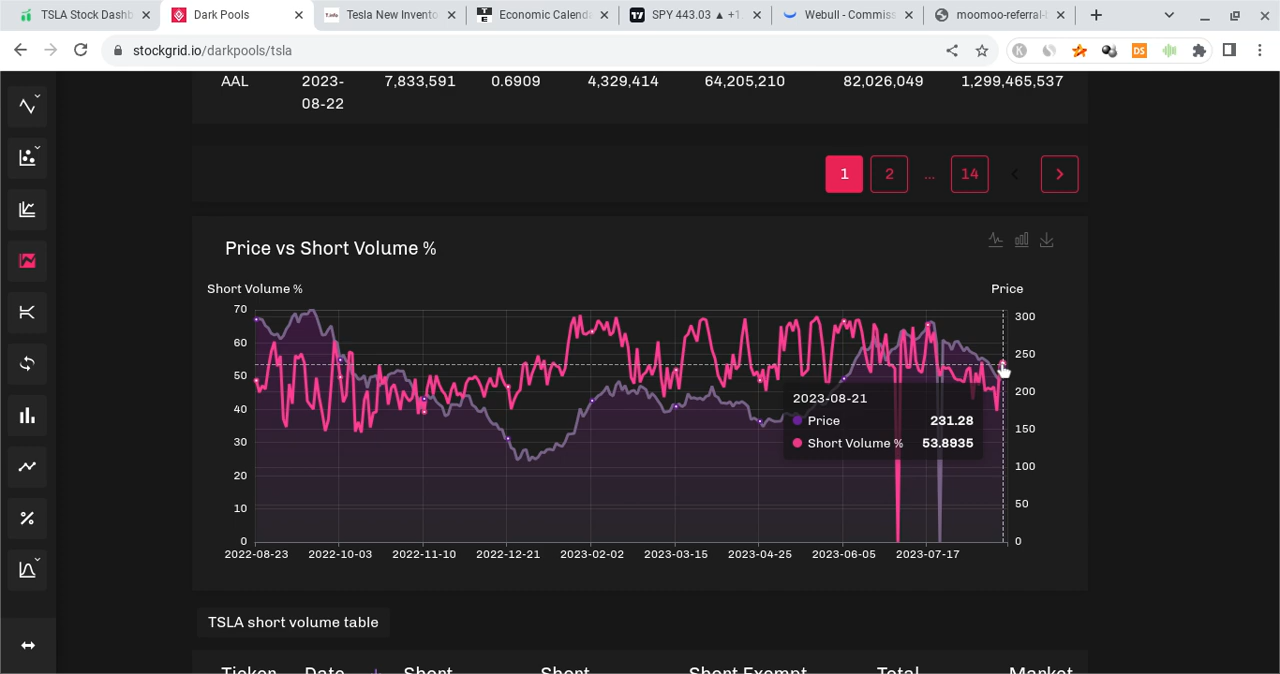 TSLA Stock Dashb
Dark Pools
Tesla New Invento
Economic Calenda
SPY 443.03 ▲ +1.
Webull - Commiss
moomoo-referral-b
stockgrid.io/darkpools/tsla
AAL 2023- 7,833,591 0.6909 4,329,414 64,205,210 82,026,049 1,299,465,537
08-22
1 2 ... 14
Price vs Short Volume %
Short Volume % Price
70 300
60
250
50
200
40
150
30
100
20
50
10
0 0
2023-08-21
Price 231.28
Short Volume % 53.8935
2022-08-23 2022-10-03 2022-11-10 2022-12-21 2023-02-02 2023-03-15 2023-04-25 2023-06-05 2023-07-17
TSLA short volume table
Ticker Date Short Short Short Exempt Total Market